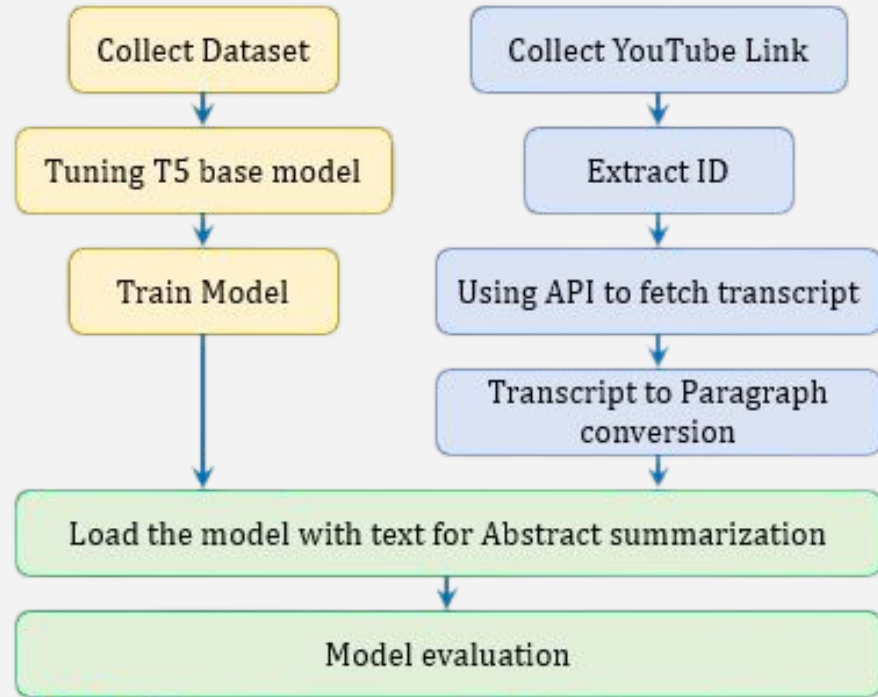 Collect Dataset
Collect YouTube Link
Tuning T5 base model
Extract ID
Train Model
Using API to fetch transcript
Transcript to Paragraph
conversion
Load the model with text for Abstract summarization
Model evaluation